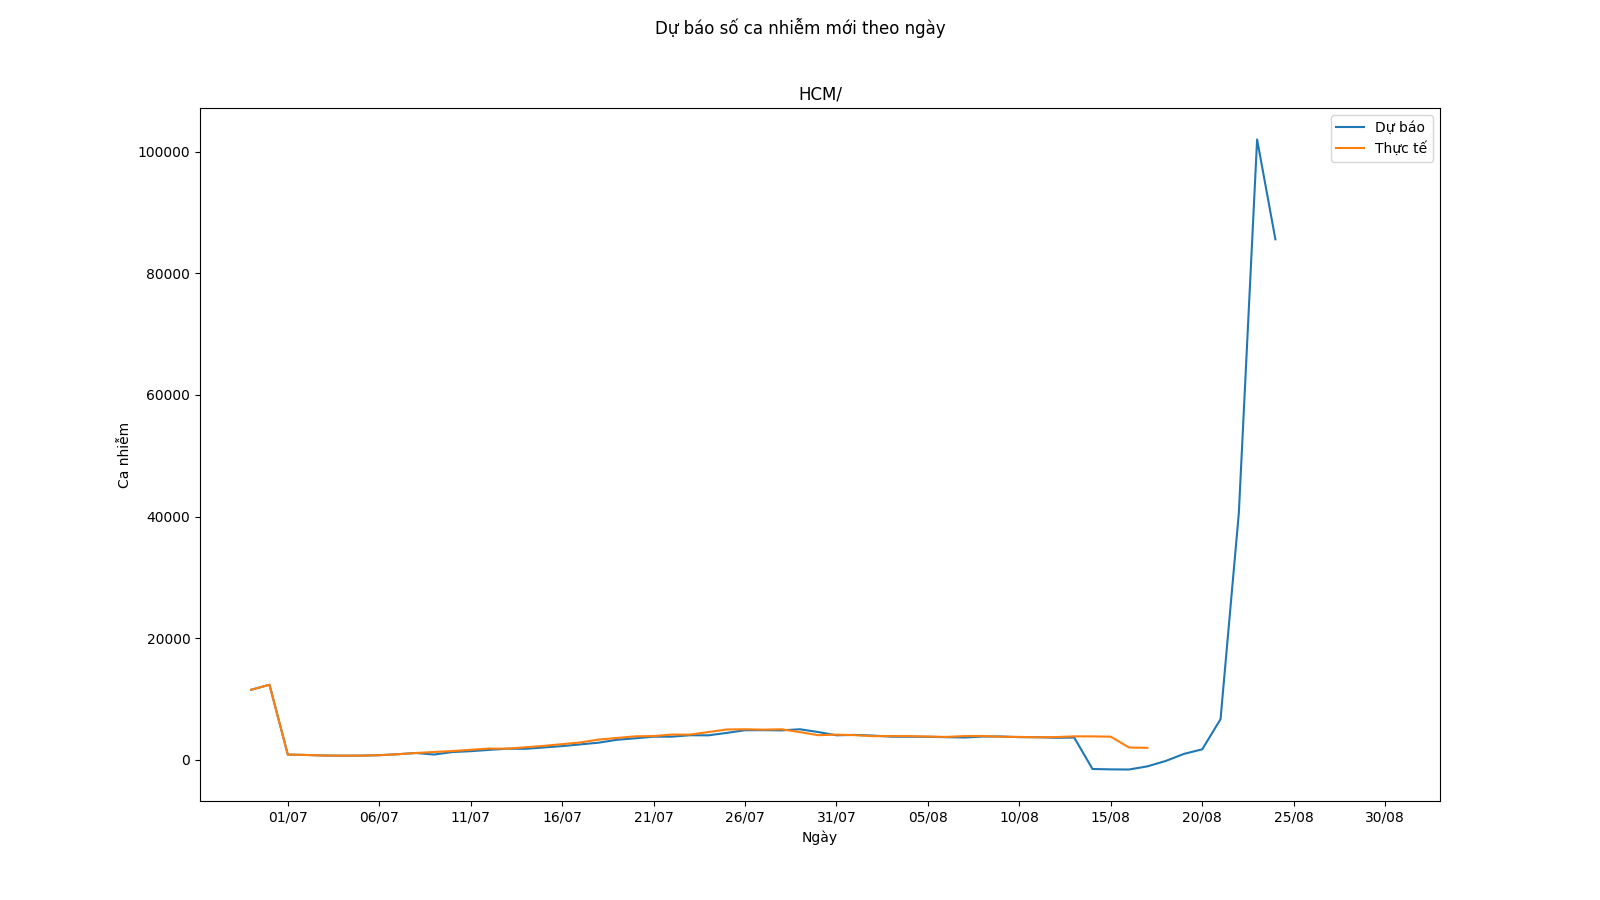 Dự báo số ca nhiễm mới theo ngày
HCM/
Dự báo
Thực tế
100000
80000
60000
40000
20000
0
Ca nhiễm
01/07 06/07 11/07 16/07 21/07 26/07 31/07 05/08 10/08 15/08 20/08 25/08 30/08
Ngày